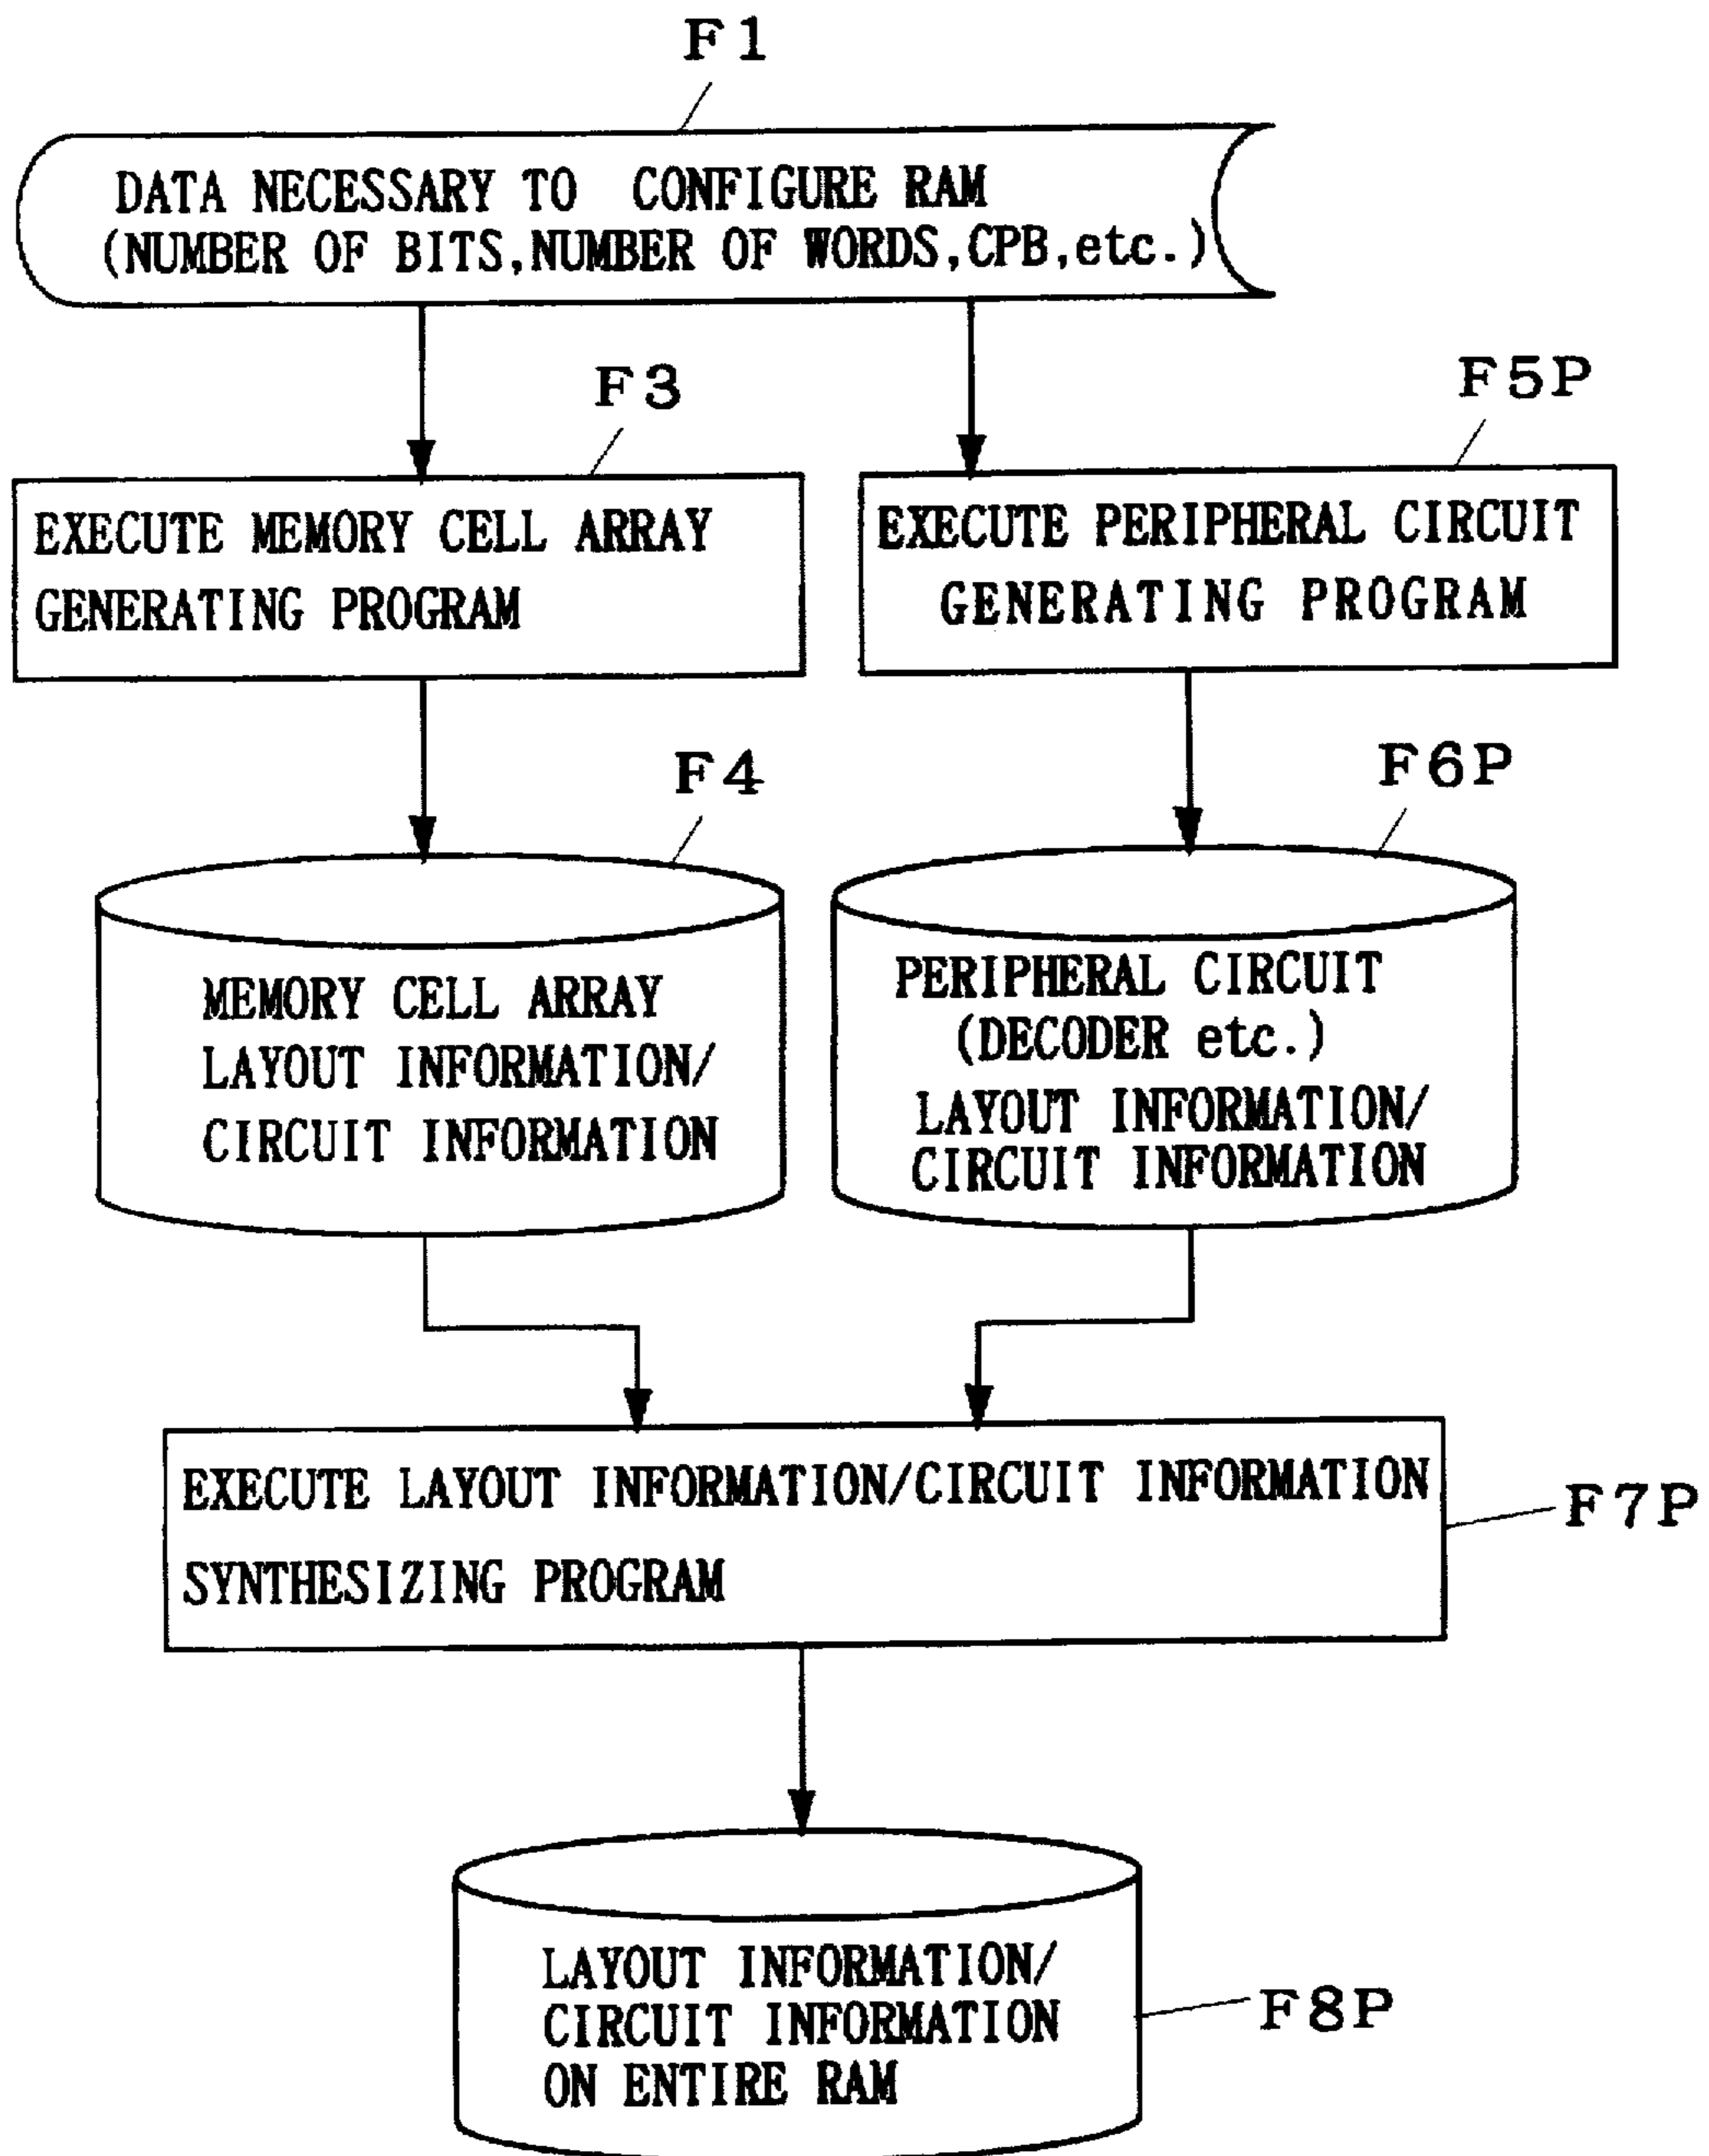 F1
DATA NECESSARY TO CONFIGURE RAM
(NUMBER OF BITS,NUMBER OF WORDS,CPB,etc.)
F3
F5P
EXECUTE MEMORY CELL ARRAY
GENERATING PROGRAM
EXECUTE PERIPHERAL CIRCUIT
GENERATING PROGRAM
F4
F6P
MEMORY CELL ARRAY
LAYOUT INFORMATION/
CIRCUIT INFORMATION
PERIPHERAL CIRCUIT
(DECODER etc.)
LAYOUT INFORMATION/
CIRCUIT INFORMATION
EXECUTE LAYOUT INFORMATION/CIRCUIT INFORMATION
SYNTHESIZING PROGRAM
F7P
LAYOUT INFORMATION/
CIRCUIT INFORMATION
ON ENTIRE RAM
F8P